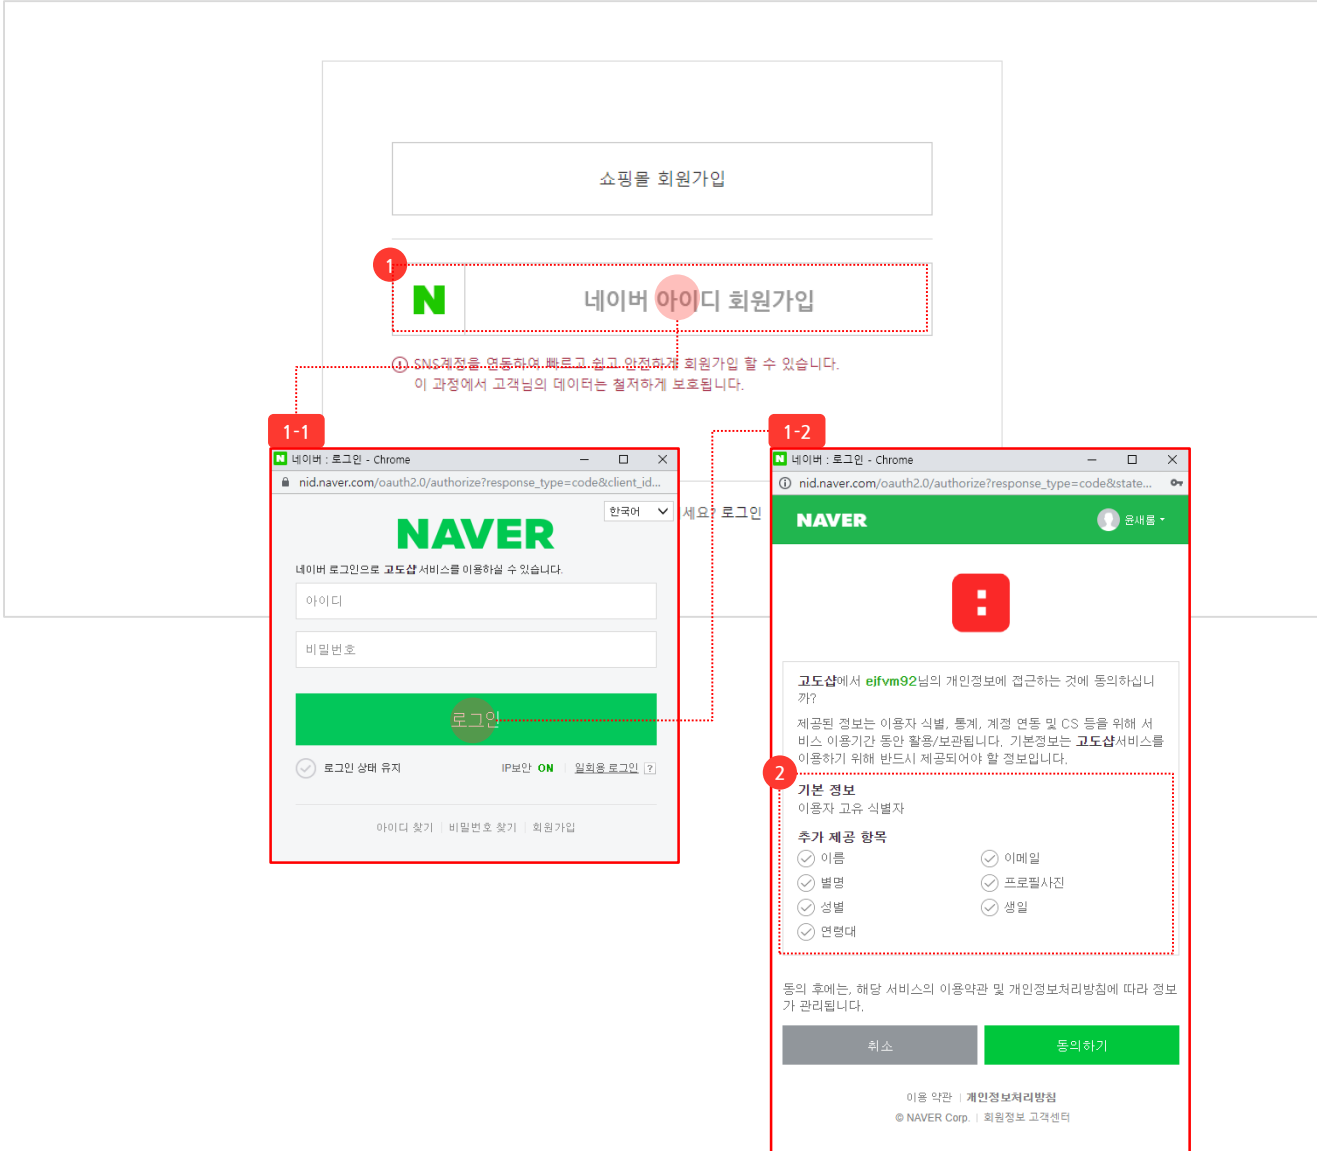 쇼핑몰 회원가입
1
N 네이버 아이디 회원가입
SNS계정을 연동하여 빠르고 쉽고 안전하게 회원가입 할 수 있습니다.
이 과정에서 고객님의 데이터는 철저하게 보호됩니다.
세요? 로그인
1-1
N 네이버 : 로그인 - Chrome
nid.naver.com/oauth2.0/authorize?response_type=code&client_id...
한국어
NAVER
네이버 로그인으로 고도샵 서비스를 이용하실 수 있습니다.
아이디
비밀번호
로그인
로그인 상태 유지
IP보안 ON
일회용 로그인 ?
아이디 찾기
비밀번호 찾기
회원가입
1-2
N 네이버 : 로그인 - Chrome
nid.naver.com/oauth2.0/authorize?response_type=code&state...
NAVER
윤새롬
고도샵에서 ejfvm92님의 개인정보에 접근하는 것에 동의하십니
까?
제공된 정보는 이용자 식별, 통계, 계정 연동 및 CS 등을 위해 서
비스 이용기간 동안 활용/보관됩니다. 기본정보는 고도샵서비스를
이용하기 위해 반드시 제공되어야 할 정보입니다.
2
기본 정보
이용자 고유 식별자
추가 제공 항목
이름
이메일
별명
프로필사진
성별
생일
연령대
동의 후에는, 해당 서비스의 이용약관 및 개인정보처리방침에 따라 정보
가 관리됩니다.
취소
동의하기
이용 약관
개인정보처리방침
© NAVER Corp.
회원정보 고객센터